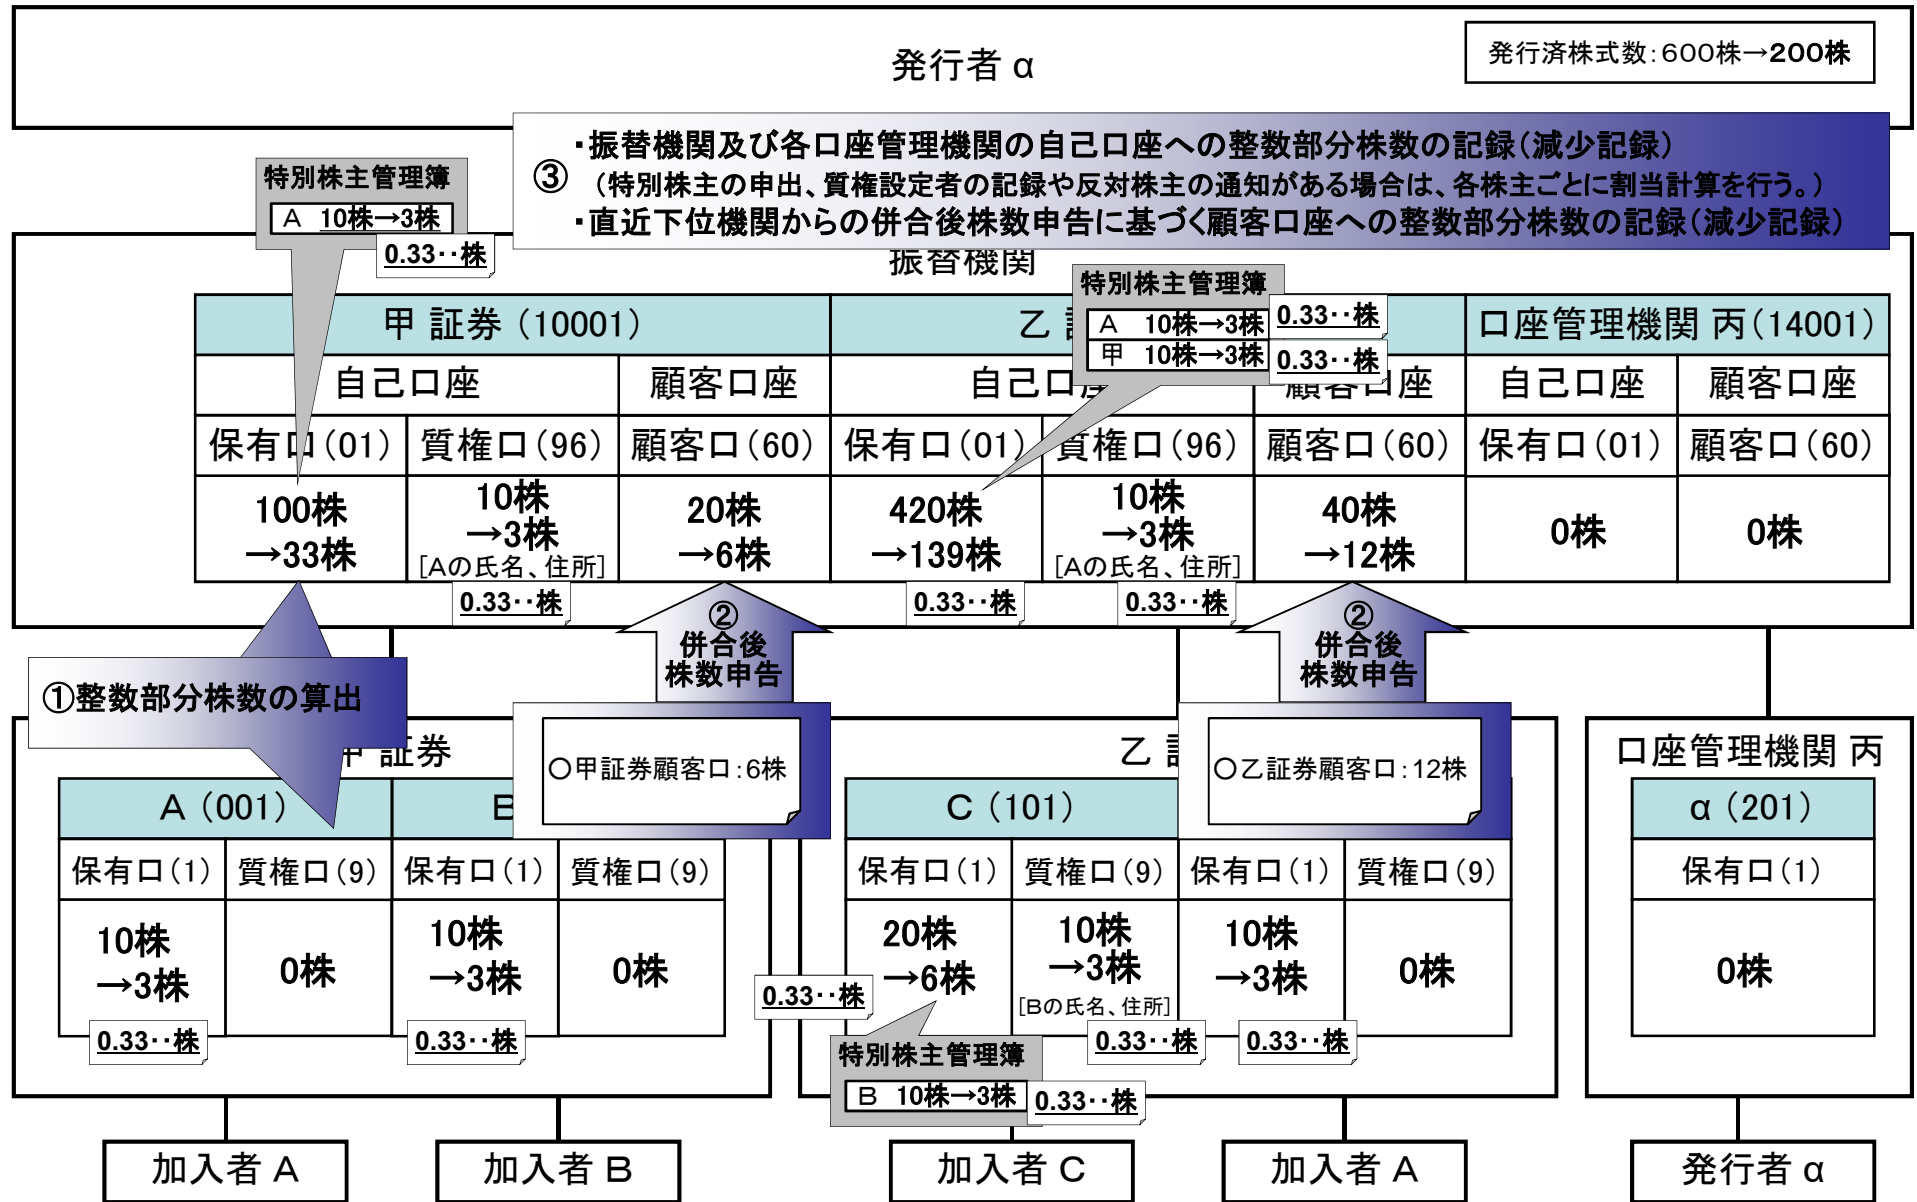 発行者 α
発行済株式数：600株→200株
③
・振替機関及び各口座管理機関の自己口座への整数部分株数の記録（減少記録）
（特別株主の申出、質権設定者の記録や反対株主の通知がある場合は、各株主ごとに割当計算を行う。）
・直近下位機関からの併合後株数申告に基づく顧客口座への整数部分株数の記録（減少記録）
特別株主管理簿
A 10株→3株
0.33‥株
振替機関
特別株主管理簿
A 10株→3株
0.33‥株
甲 10株→3株
0.33‥株
甲 証券（10001）
乙
口座管理機関 丙（14001）
自己口座
顧客口座
自己口座
顧客口座
自己口座
顧客口座
保有口（01）
質権口（96）
顧客口（60）
保有口（01）
質権口（96）
顧客口（60）
保有口（01）
顧客口（60）
100株
→33株
10株
→3株
[Aの氏名、住所]
20株
→6株
420株
→139株
10株
→3株
[Aの氏名、住所]
40株
→12株
0株
0株
0.33‥株
0.33‥株
0.33‥株
②
併合後
株数申告
②
併合後
株数申告
①整数部分株数の算出
甲 証券
○甲証券顧客口：6株
乙
○乙証券顧客口：12株
口座管理機関 丙
A（001）
B
C（101）
α（201）
保有口（1）
質権口（9）
保有口（1）
質権口（9）
保有口（1）
質権口（9）
保有口（1）
質権口（9）
保有口（1）
10株
→3株
0株
10株
→3株
0株
20株
→6株
10株
→3株
[Bの氏名、住所]
10株
→3株
0株
0株
0.33‥株
0.33‥株
0.33‥株
0.33‥株
0.33‥株
特別株主管理簿
B 10株→3株
0.33‥株
加入者 A
加入者 B
加入者 C
加入者 A
発行者 α